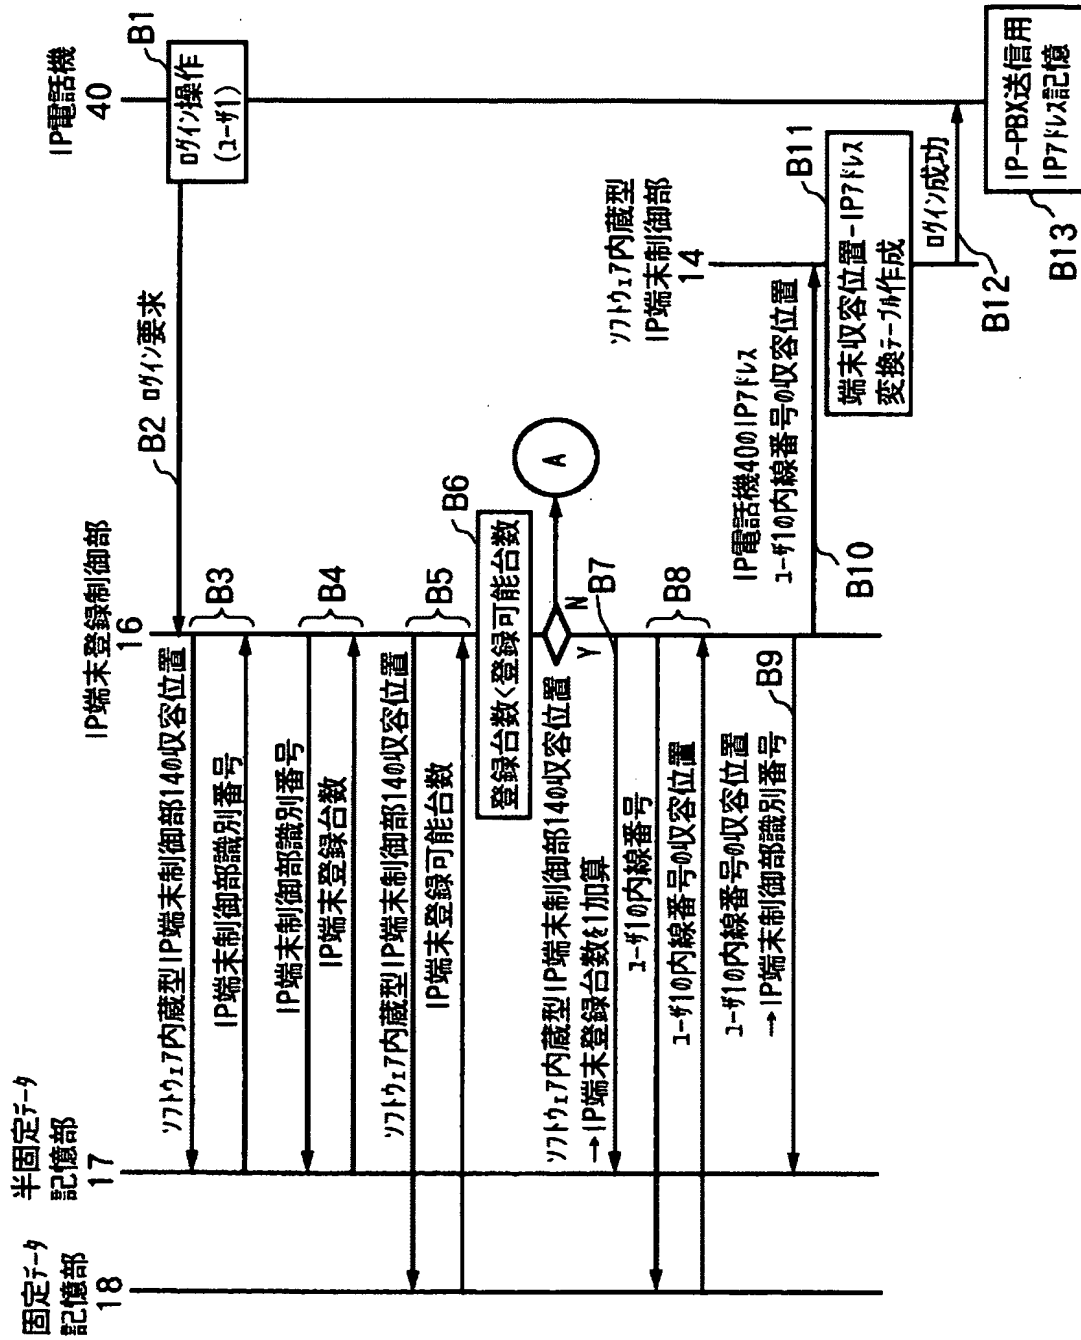 固定データ
記憶部
18
半固定データ
記憶部
17
IP端末登録制御部
16
ソフトウェア内蔵型
IP端末制御部
14
IP電話機
40
ログイン操作
(ユーザ1)
B1
B2 ログイン要求
ソフトウェア内蔵型IP端末制御部14の収容位置
IP端末制御部識別番号
B3
IP端末制御部識別番号
IP端末登録台数
B4
ソフトウェア内蔵型IP端末制御部14の収容位置
IP端末登録可能台数
B5
登録台数<登録可能台数
B6
A
N
Y
ソフトウェア内蔵型IP端末制御部14の収容位置
→IP端末登録台数を1加算
B7
ユーザ1の内線番号
ユーザ1の内線番号の収容位置
B8
ユーザ1の内線番号の収容位置
→IP端末制御部識別番号
B9
IP電話機40のIPアドレス
ユーザ1の内線番号の収容位置
B10
端末収容位置-IPアドレス
変換テーブル作成
B11
ログイン成功
B12
IP-PBX送信用
IPアドレス記憶
B13